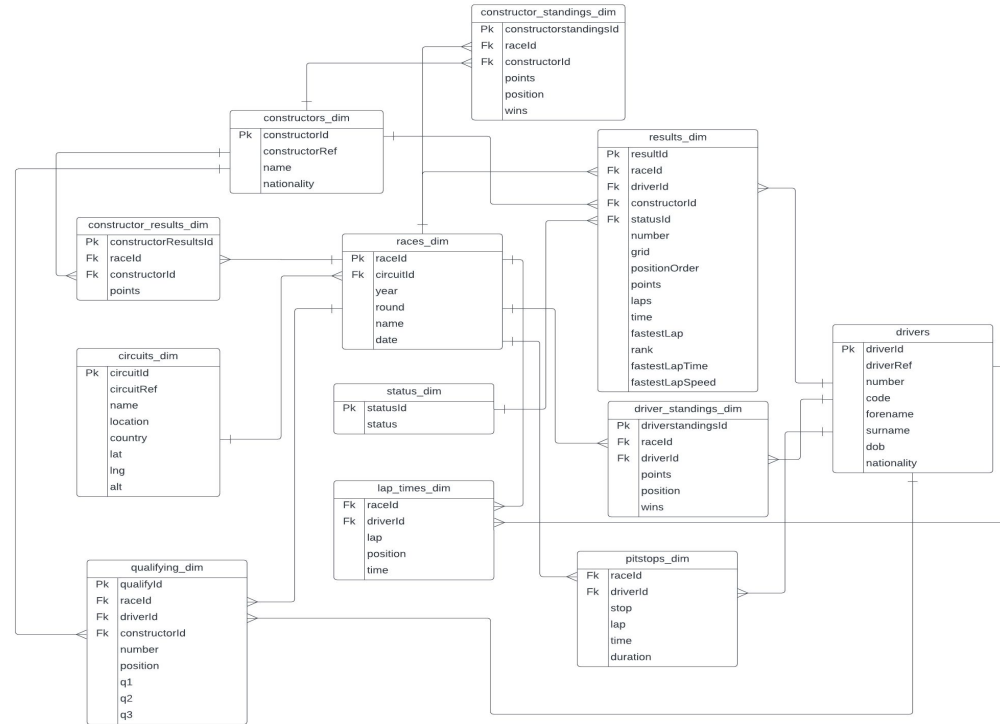 constructor_standings_dim
Pk constructorstandingsId
Fk raceId
Fk constructorId
points
position
wins
constructors_dim
Pk constructorId
constructorRef
name
nationality
results_dim
Pk resultId
Fk raceId
Fk driverId
Fk constructorId
Fk statusId
number
grid
positionOrder
points
laps
time
fastestLap
rank
fastestLapTime
fastestLapSpeed
constructor_results_dim
Pk constructorResultsId
Fk raceId
Fk constructorId
points
races_dim
Pk raceId
Fk circuitId
year
round
name
date
drivers
Pk driverId
driverRef
number
code
forename
surname
dob
nationality
circuits_dim
Pk circuitId
circuitRef
name
location
country
lat
lng
alt
status_dim
Pk statusId
status
driver_standings_dim
Pk driverstandingsId
Fk raceId
Fk driverId
points
position
wins
lap_times_dim
Fk raceId
Fk driverId
lap
position
time
pitstops_dim
Fk raceId
Fk driverId
stop
lap
time
duration
qualifying_dim
Pk qualifyId
Fk raceId
Fk driverId
Fk constructorId
number
position
q1
q2
q3